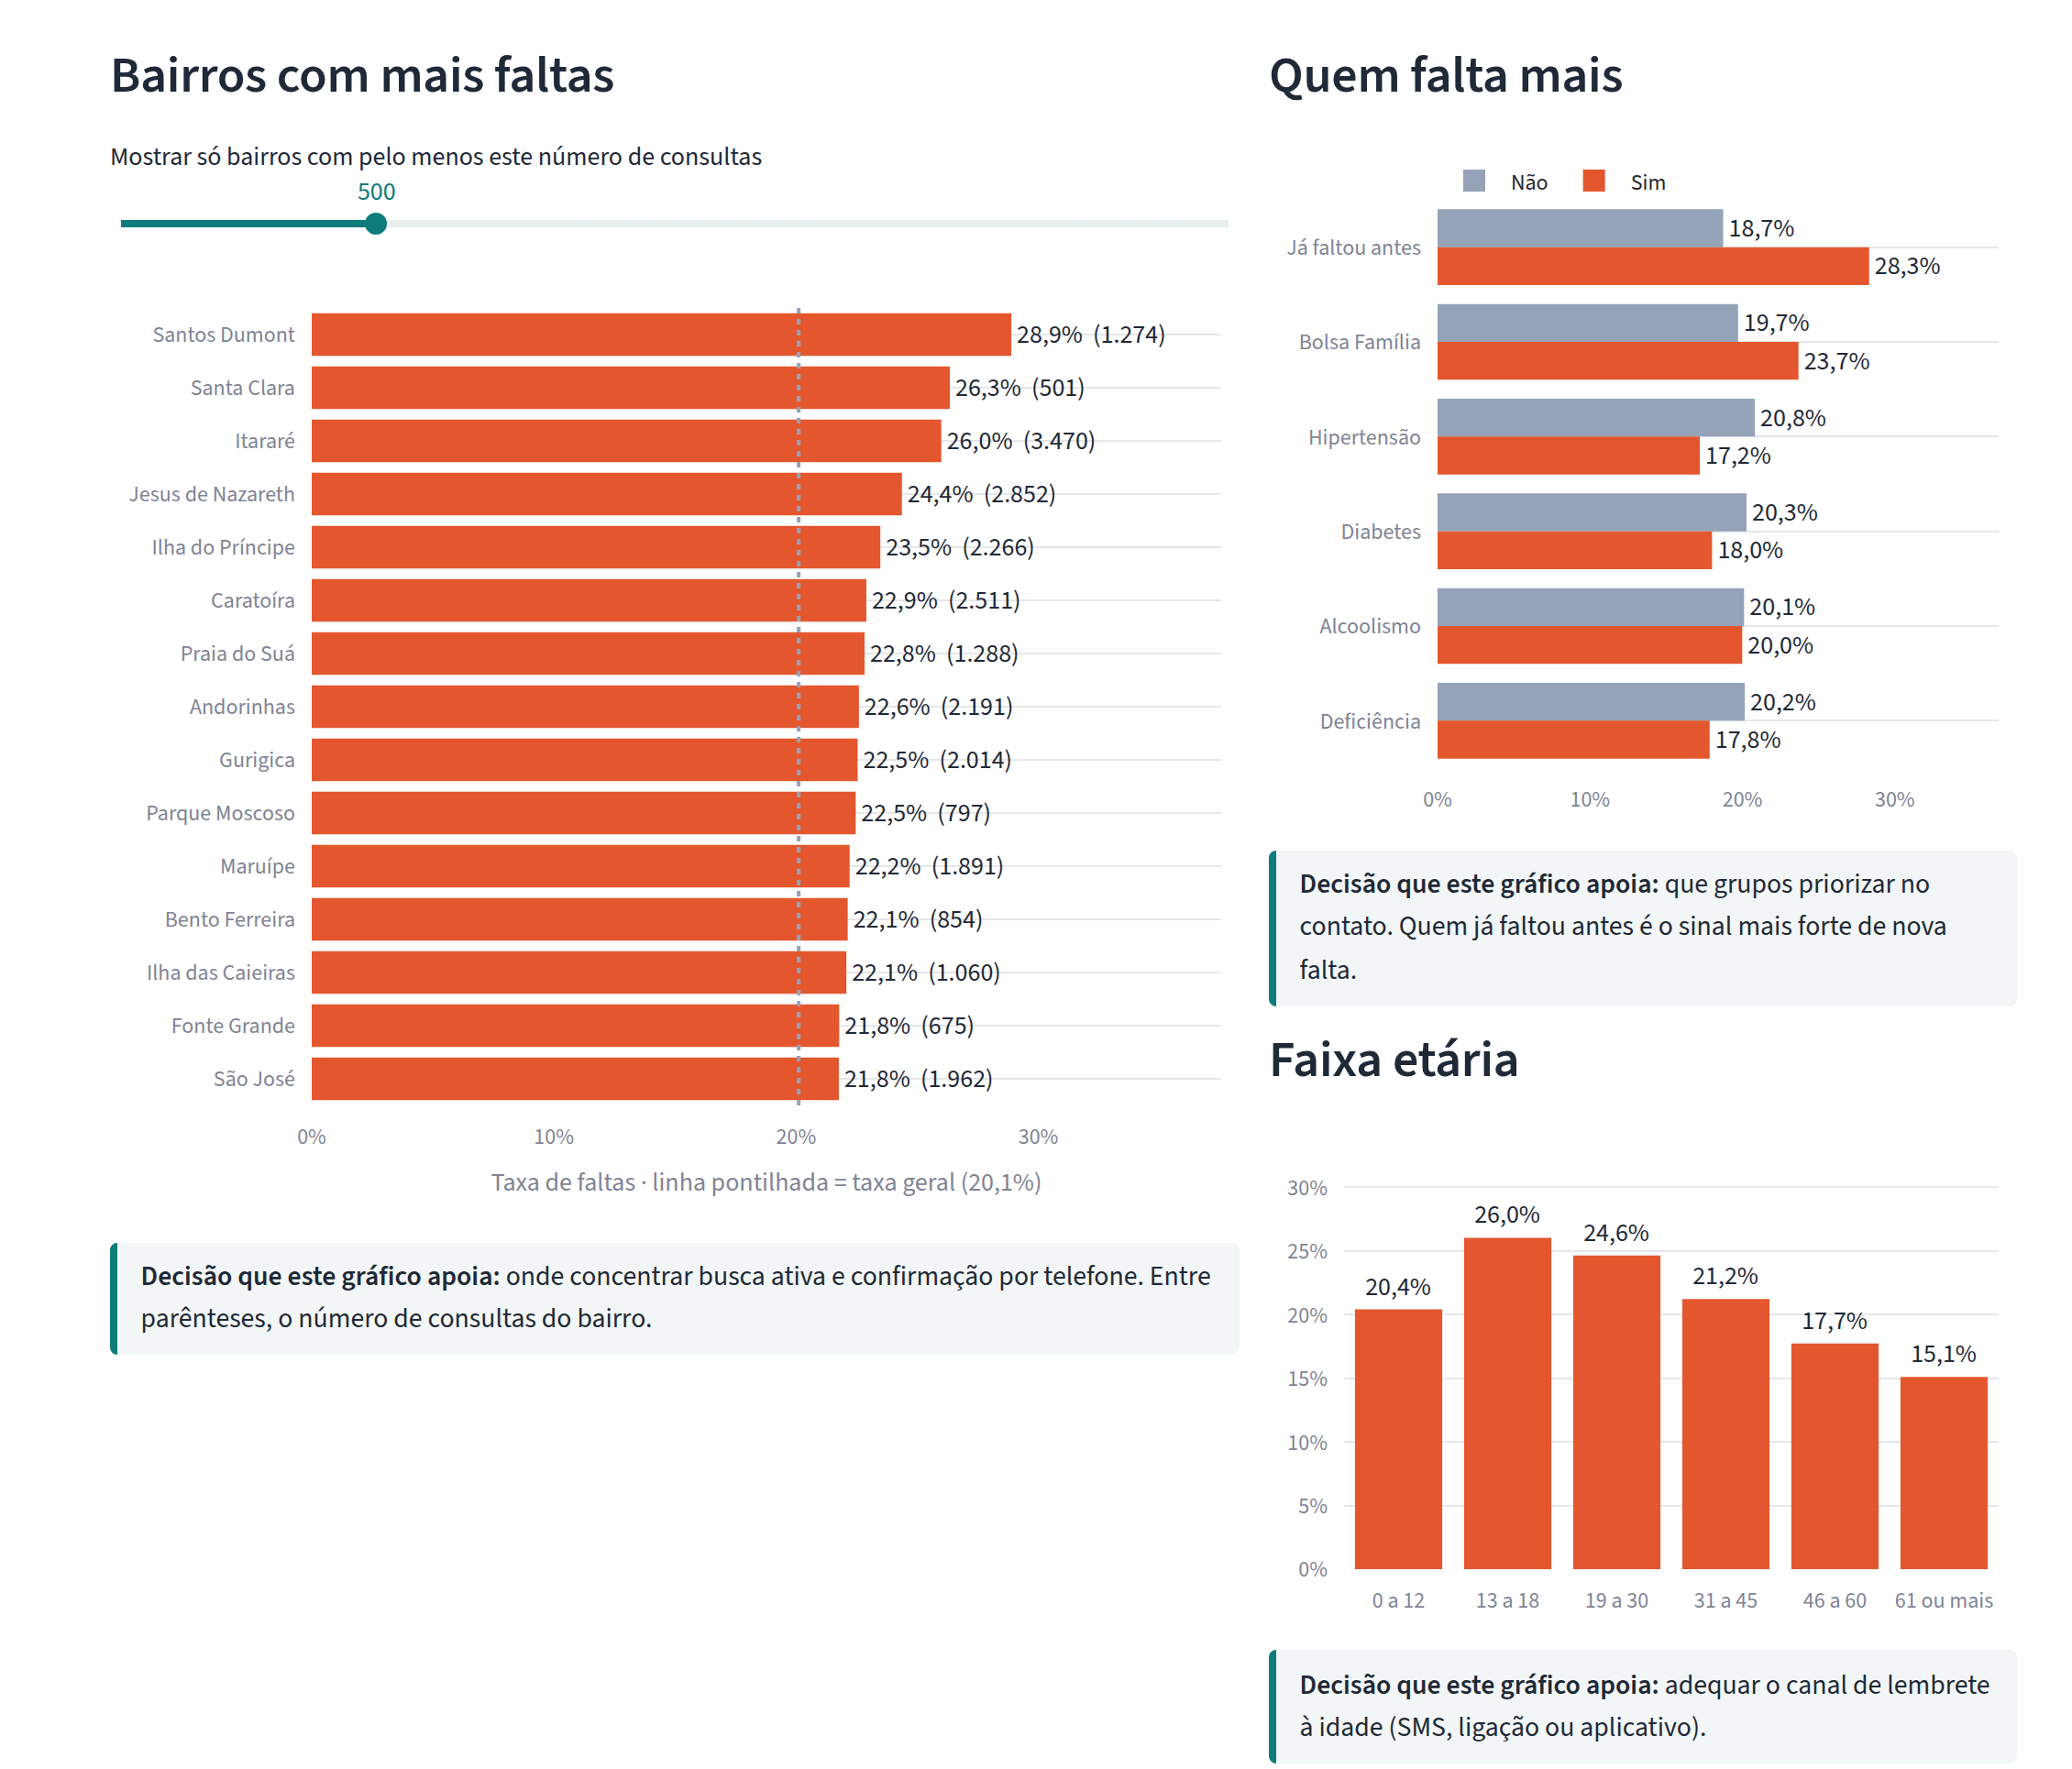 Bairros com mais faltas
Mostrar só bairros com pelo menos este número de consultas
500
Santos Dumont 28,9% (1.274)
Santa Clara 26,3% (501)
Itararé 26,0% (3.470)
Jesus de Nazareth 24,4% (2.852)
Ilha do Príncipe 23,5% (2.266)
Caratoíra 22,9% (2.511)
Praia do Suá 22,8% (1.288)
Andorinhas 22,6% (2.191)
Gurigica 22,5% (2.014)
Parque Moscoso 22,5% (797)
Maruípe 22,2% (1.891)
Bento Ferreira 22,1% (854)
Ilha das Caieiras 22,1% (1.060)
Fonte Grande 21,8% (675)
São José 21,8% (1.962)
0% 10% 20% 30%
Taxa de faltas · linha pontilhada = taxa geral (20,1%)
Decisão que este gráfico apoia: onde concentrar busca ativa e confirmação por telefone. Entre
parênteses, o número de consultas do bairro.
Quem falta mais
Não Sim
18,7%
Já faltou antes
28,3%
19,7%
Bolsa Família
23,7%
20,8%
Hipertensão
17,2%
20,3%
Diabetes
18,0%
20,1%
Alcoolismo
20,0%
20,2%
Deficiência
17,8%
0% 10% 20% 30%
Decisão que este gráfico apoia: que grupos priorizar no
contato. Quem já faltou antes é o sinal mais forte de nova
falta.
Faixa etária
30%
26,0%
24,6%
25%
20,4%
21,2%
20%
17,7%
15,1%
15%
10%
5%
0%
0 a 12 13 a 18 19 a 30 31 a 45 46 a 60 61 ou mais
Decisão que este gráfico apoia: adequar o canal de lembrete
à idade (SMS, ligação ou aplicativo).